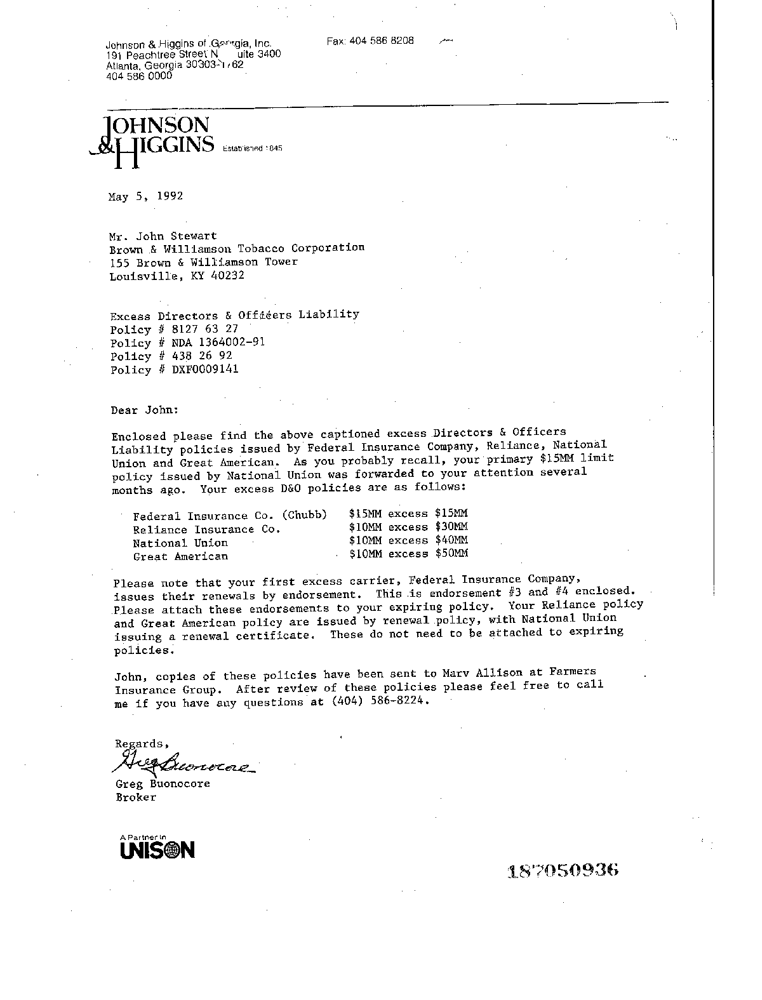 Johnson & Higgins of Georgia, Inc.
191 Peachtree Street N uite 3400
Atlanta, Georgia 30303-1762
404 586 0000
Fax: 404 586 8208
JOHNSON
& HIGGINS Established 1845
May 5, 1992
Mr. John Stewart
Brown & Williamson Tobacco Corporation
155 Brown & Williamson Tower
Louisville, KY 40232
Excess Directors & Officers Liability
Policy # 8127 63 27
Policy # NDA 1364002-91
Policy # 438 26 92
Policy # DXF0009141
Dear John:
Enclosed please find the above captioned excess Directors & Officers
Liability policies issued by Federal Insurance Company, Reliance, National
Union and Great American. As you probably recall, your primary $15MM limit
policy issued by National Union was forwarded to your attention several
months ago. Your excess D&O policies are as follows:
Federal Insurance Co. (Chubb) $15MM excess $15MM
Reliance Insurance Co. $10MM excess $30MM
National Union $10MM excess $40MM
Great American $10MM excess $50MM
Please note that your first excess carrier, Federal Insurance Company,
issues their renewals by endorsement. This is endorsement #3 and #4 enclosed.
Please attach these endorsements to your expiring policy. Your Reliance policy
and Great American policy are issued by renewal policy, with National Union
issuing a renewal certificate. These do not need to be attached to expiring
policies.
John, copies of these policies have been sent to Marv Allison at Farmers
Insurance Group. After review of these policies please feel free to call
me if you have any questions at (404) 586-8224.
Regards,
Greg Buonocore
Greg Buonocore
Broker
A Partner in
UNISON
187050936